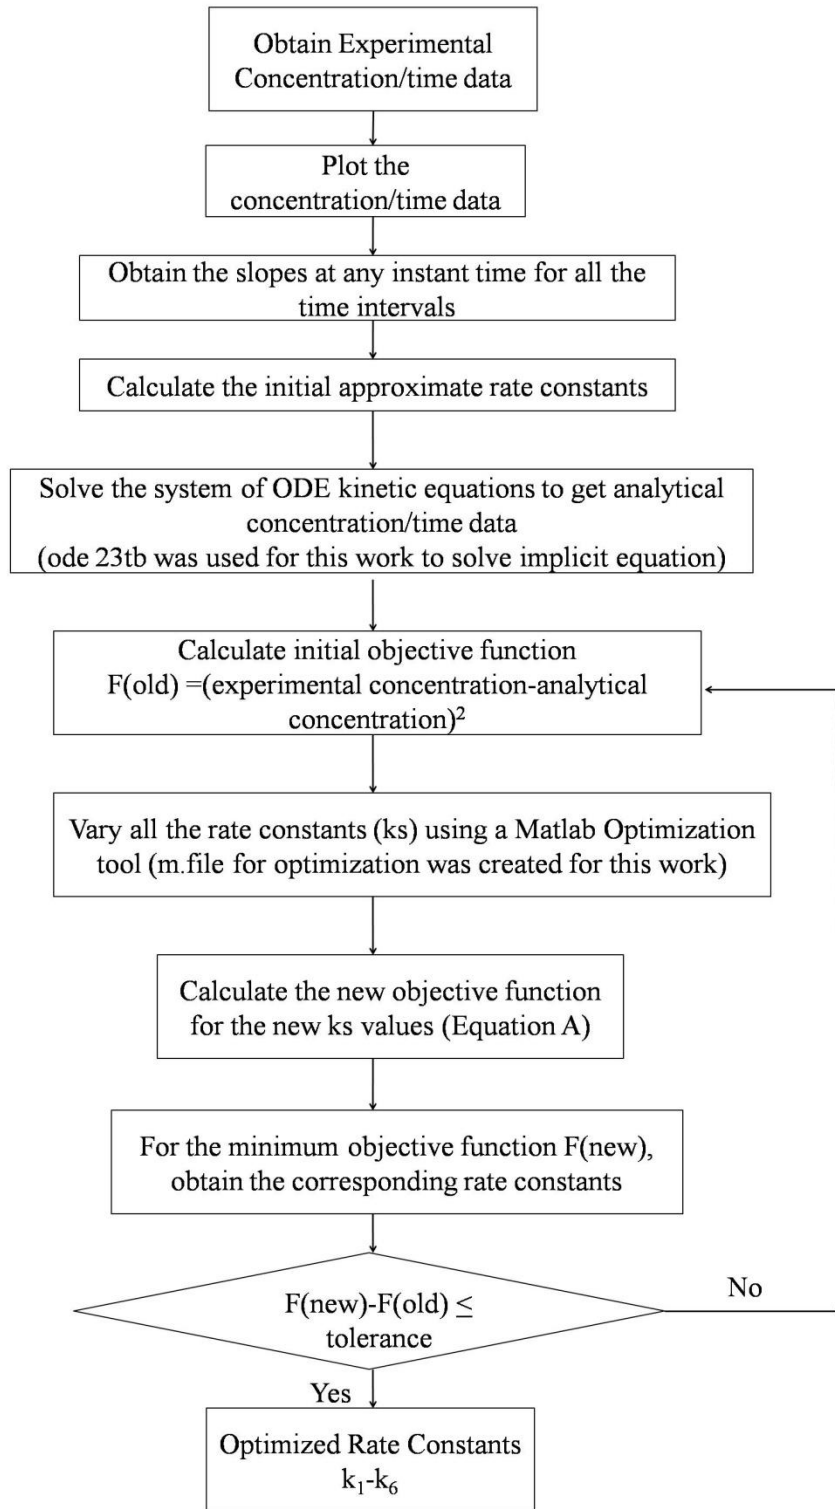 Obtain Experimental
Concentration/time data
Plot the
concentration/time data
Obtain the slopes at any instant time for all the
time intervals
Calculate the initial approximate rate constants
Solve the system of ODE kinetic equations to get analytical
concentration/time data
(ode 23tb was used for this work to solve implicit equation)
Calculate initial objective function
F(old) =(experimental concentration-analytical
concentration)²
Vary all the rate constants (ks) using a Matlab Optimization
tool (m.file for optimization was created for this work)
Calculate the new objective function
for the new ks values (Equation A)
For the minimum objective function F(new),
obtain the corresponding rate constants
F(new)-F(old) ≤
tolerance
No
Yes
Optimized Rate Constants
k₁-k₆